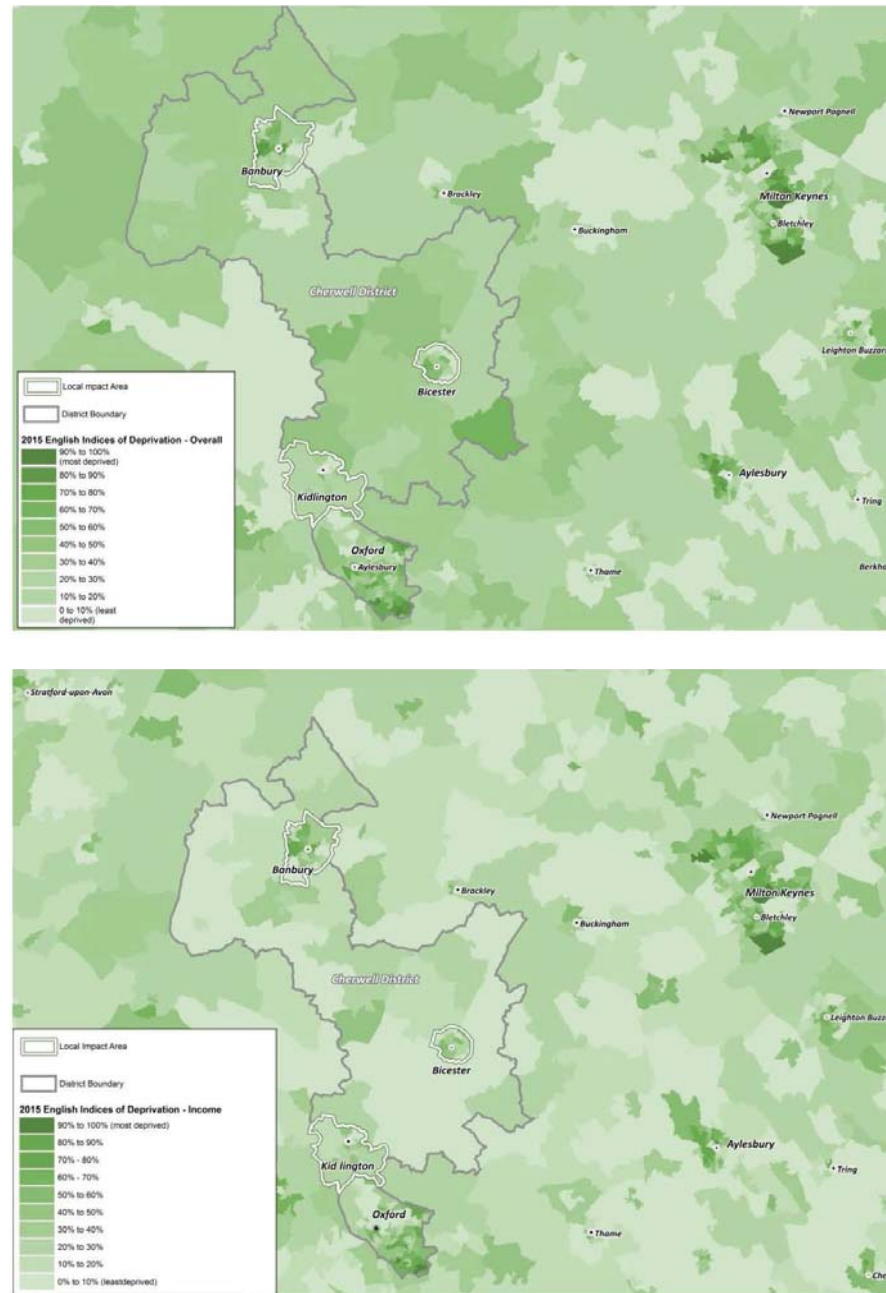 Newport Pagnell
Banbury
Brackley
Milton Keynes
Bletchley
Buckingham
Cherwell District
Leighton Buzzar
Bicester
Local Impact Area
District Boundary
2015 English Indices of Deprivation - Overall
90% to 100%
(most deprived)
80% to 90%
70% to 80%
60% to 70%
50% to 60%
40% to 50%
30% to 40%
20% to 30%
10% to 20%
0 to 10% (least
deprived)
Kidlington
Aylesbury
Tring
Oxford
Aylesbury
Thame
Berkha
Stratford-upon-Avon
Newport Pagnell
Banbury
Brackley
Milton Keynes
Bletchley
Buckingham
Cherwell District
Leighton Buzza
Bicester
Local Impact Area
District Boundary
2015 English Indices of Deprivation - Income
90% to 100% (most deprived)
80% to 90%
70% - 80%
60% - 70%
50% to 60%
40% to 50%
30% to 40%
20% to 30%
10% to 20%
0% to 10% (leastdeprived)
Kid lington
Aylesbury
Tring
Oxford
Thame
Che